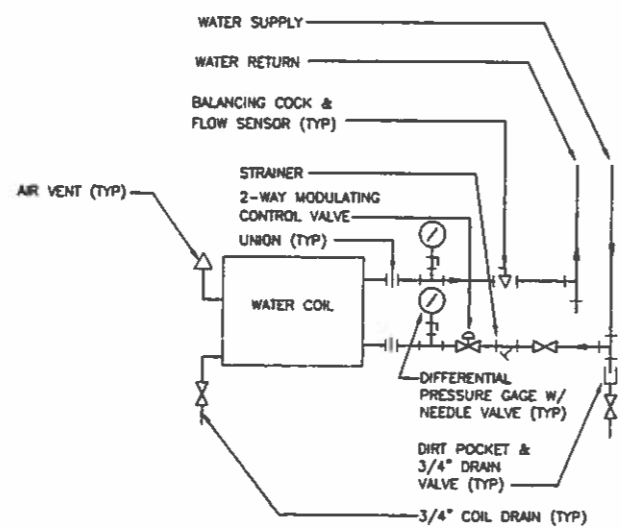 WATER SUPPLY
WATER RETURN
BALANCING COCK &
FLOW SENSOR (TYP)
STRAINER
2-WAY MODULATING
CONTROL VALVE
AIR VENT (TYP)
UNION (TYP)
WATER COIL
DIFFERENTIAL
PRESSURE GAGE W/
NEEDLE VALVE (TYP)
DIRT POCKET &
3/4" DRAIN
VALVE (TYP)
3/4" COIL DRAIN (TYP)